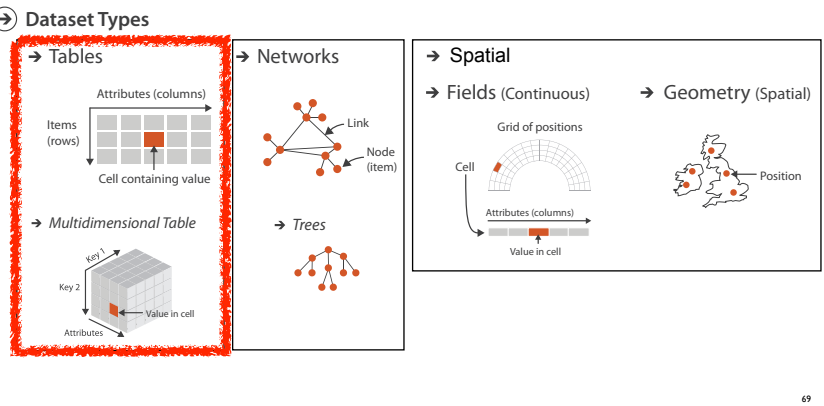 Dataset Types
Tables
Attributes (columns)
Items
(rows)
Cell containing value
Multidimensional Table
Key 1
Key 2
Value in cell
Attributes
Networks
Link
Node
(item)
Trees
Spatial
Fields (Continuous)
Grid of positions
Cell
Attributes (columns)
Value in cell
Geometry (Spatial)
Position
69